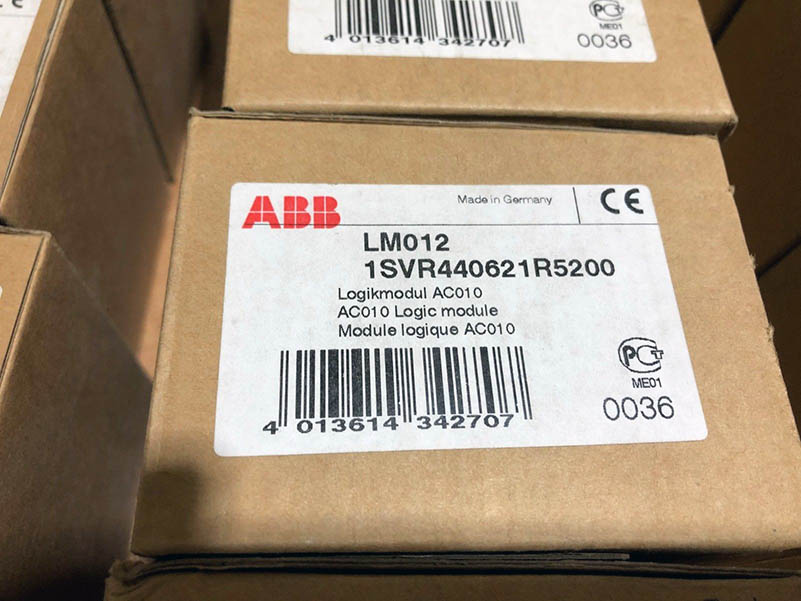 4 013614 342707
ME01
0036
ABB
Made in Germany
CE
LM012
1SVR440621R5200
Logikmodul AC010
AC010 Logic module
Module logique AC010
ME01
4 013614 342707
0036